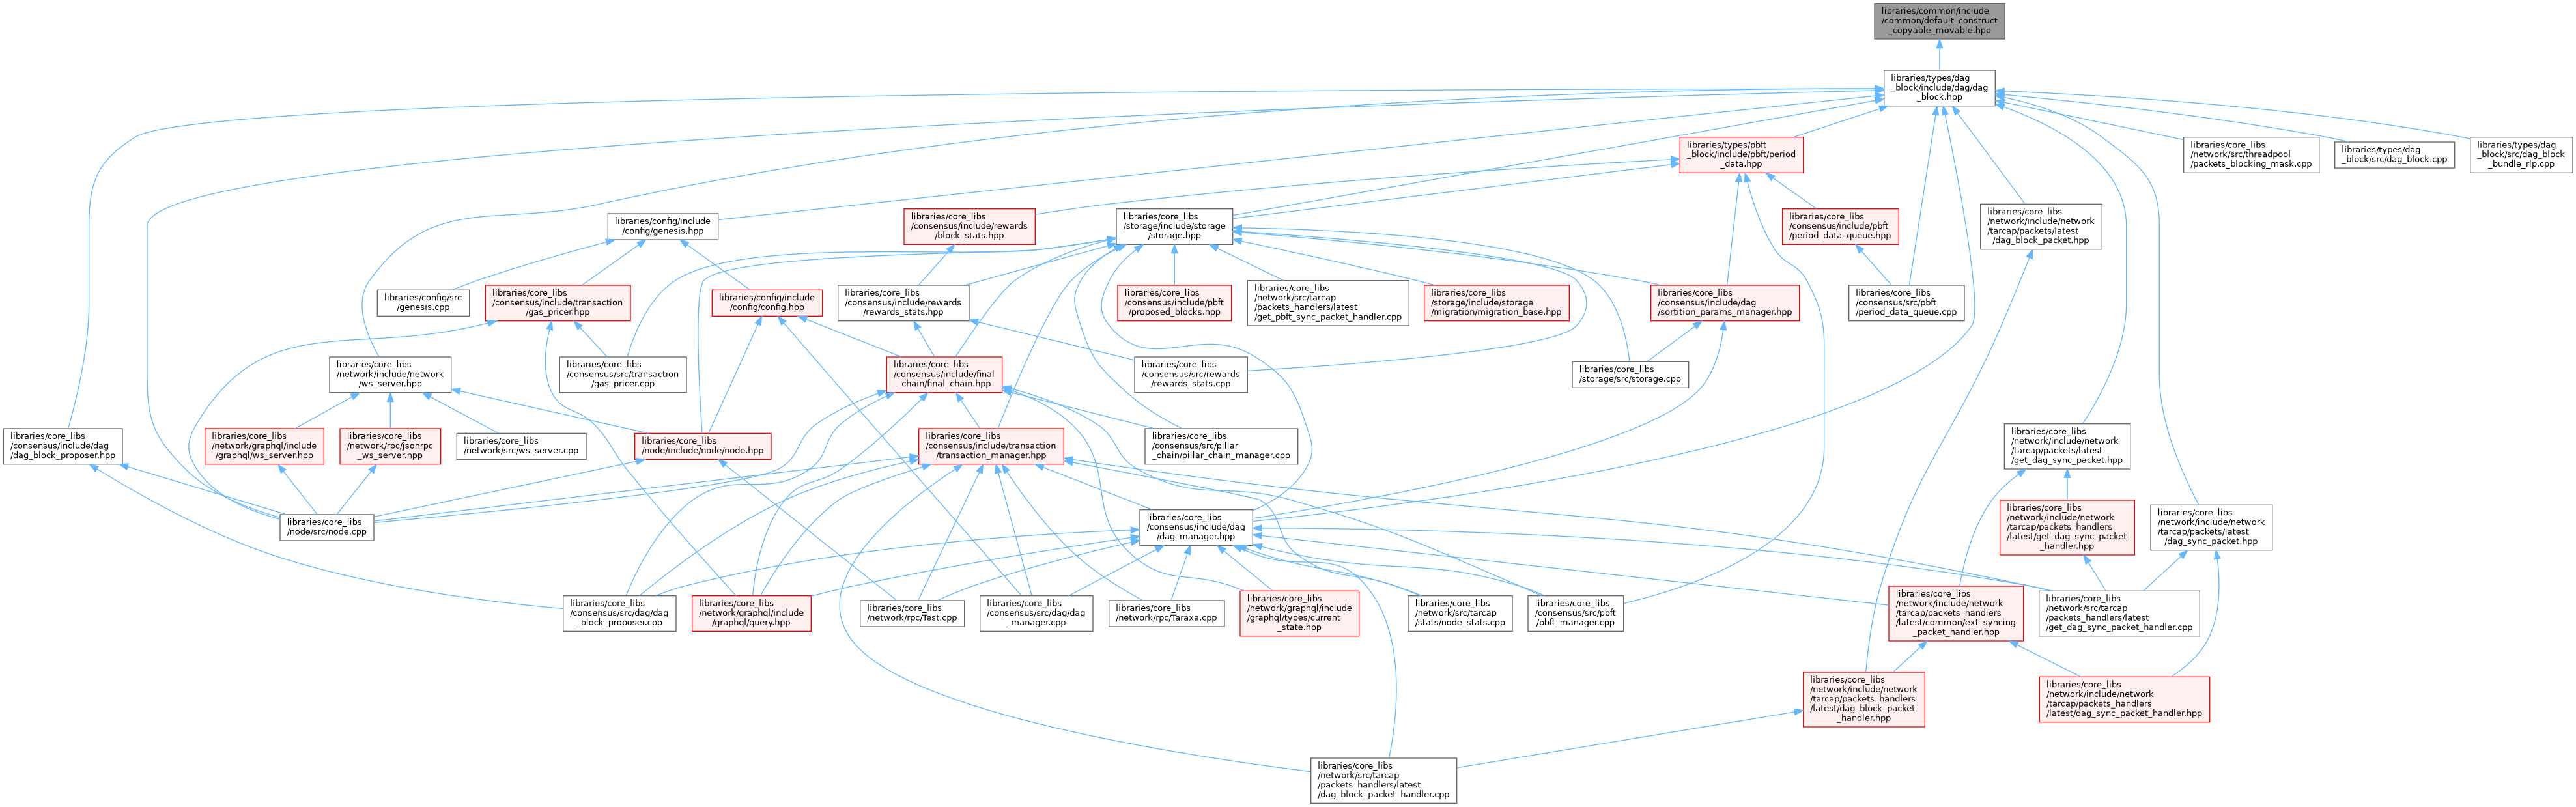 libraries/common/include
/common/default_construct
_copyable_movable.hpp
libraries/types/dag
_block/include/dag/dag
_block.hpp
libraries/types/pbft
_block/include/pbft/period
_data.hpp
libraries/core_libs
/network/src/threadpool
/packets_blocking_mask.cpp
libraries/types/dag
_block/src/dag_block.cpp
libraries/types/dag
_block/src/dag_block
_bundle_rlp.cpp
libraries/config/include
/config/genesis.hpp
libraries/core_libs
/consensus/include/rewards
/block_stats.hpp
libraries/core_libs
/storage/include/storage
/storage.hpp
libraries/core_libs
/consensus/include/pbft
/period_data_queue.hpp
libraries/core_libs
/network/include/network
/tarcap/packets/latest
/dag_block_packet.hpp
libraries/config/src
/genesis.cpp
libraries/core_libs
/consensus/include/transaction
/gas_pricer.hpp
libraries/config/include
/config/config.hpp
libraries/core_libs
/consensus/include/rewards
/rewards_stats.hpp
libraries/core_libs
/consensus/include/pbft
/proposed_blocks.hpp
libraries/core_libs
/network/src/tarcap
/packets_handlers/latest
/get_pbft_sync_packet_handler.cpp
libraries/core_libs
/storage/include/storage
/migration/migration_base.hpp
libraries/core_libs
/consensus/include/dag
/sortition_params_manager.hpp
libraries/core_libs
/consensus/src/pbft
/period_data_queue.cpp
libraries/core_libs
/network/include/network
/ws_server.hpp
libraries/core_libs
/consensus/src/transaction
/gas_pricer.cpp
libraries/core_libs
/consensus/include/final
_chain/final_chain.hpp
libraries/core_libs
/consensus/src/rewards
/rewards_stats.cpp
libraries/core_libs
/storage/src/storage.cpp
libraries/core_libs
/consensus/include/dag
/dag_block_proposer.hpp
libraries/core_libs
/network/graphql/include
/graphql/ws_server.hpp
libraries/core_libs
/network/rpc/jsonrpc
_ws_server.hpp
libraries/core_libs
/network/src/ws_server.cpp
libraries/core_libs
/node/include/node/node.hpp
libraries/core_libs
/consensus/include/transaction
/transaction_manager.hpp
libraries/core_libs
/consensus/src/pillar
_chain/pillar_chain_manager.cpp
libraries/core_libs
/network/include/network
/tarcap/packets/latest
/get_dag_sync_packet.hpp
libraries/core_libs
/node/src/node.cpp
libraries/core_libs
/consensus/include/dag
/dag_manager.hpp
libraries/core_libs
/network/include/network
/tarcap/packets_handlers
/latest/get_dag_sync_packet
_handler.hpp
libraries/core_libs
/network/include/network
/tarcap/packets/latest
/dag_sync_packet.hpp
libraries/core_libs
/consensus/src/dag/dag
_block_proposer.cpp
libraries/core_libs
/network/graphql/include
/graphql/query.hpp
libraries/core_libs
/network/rpc/Test.cpp
libraries/core_libs
/consensus/src/dag/dag
_manager.cpp
libraries/core_libs
/network/rpc/Taraxa.cpp
libraries/core_libs
/network/graphql/include
/graphql/types/current
_state.hpp
libraries/core_libs
/network/src/tarcap
/stats/node_stats.cpp
libraries/core_libs
/consensus/src/pbft
/pbft_manager.cpp
libraries/core_libs
/network/include/network
/tarcap/packets_handlers
/latest/common/ext_syncing
_packet_handler.hpp
libraries/core_libs
/network/src/tarcap
/packets_handlers/latest
/get_dag_sync_packet_handler.cpp
libraries/core_libs
/network/include/network
/tarcap/packets_handlers
/latest/dag_block_packet
_handler.hpp
libraries/core_libs
/network/include/network
/tarcap/packets_handlers
/latest/dag_sync_packet_handler.hpp
libraries/core_libs
/network/src/tarcap
/packets_handlers/latest
/dag_block_packet_handler.cpp